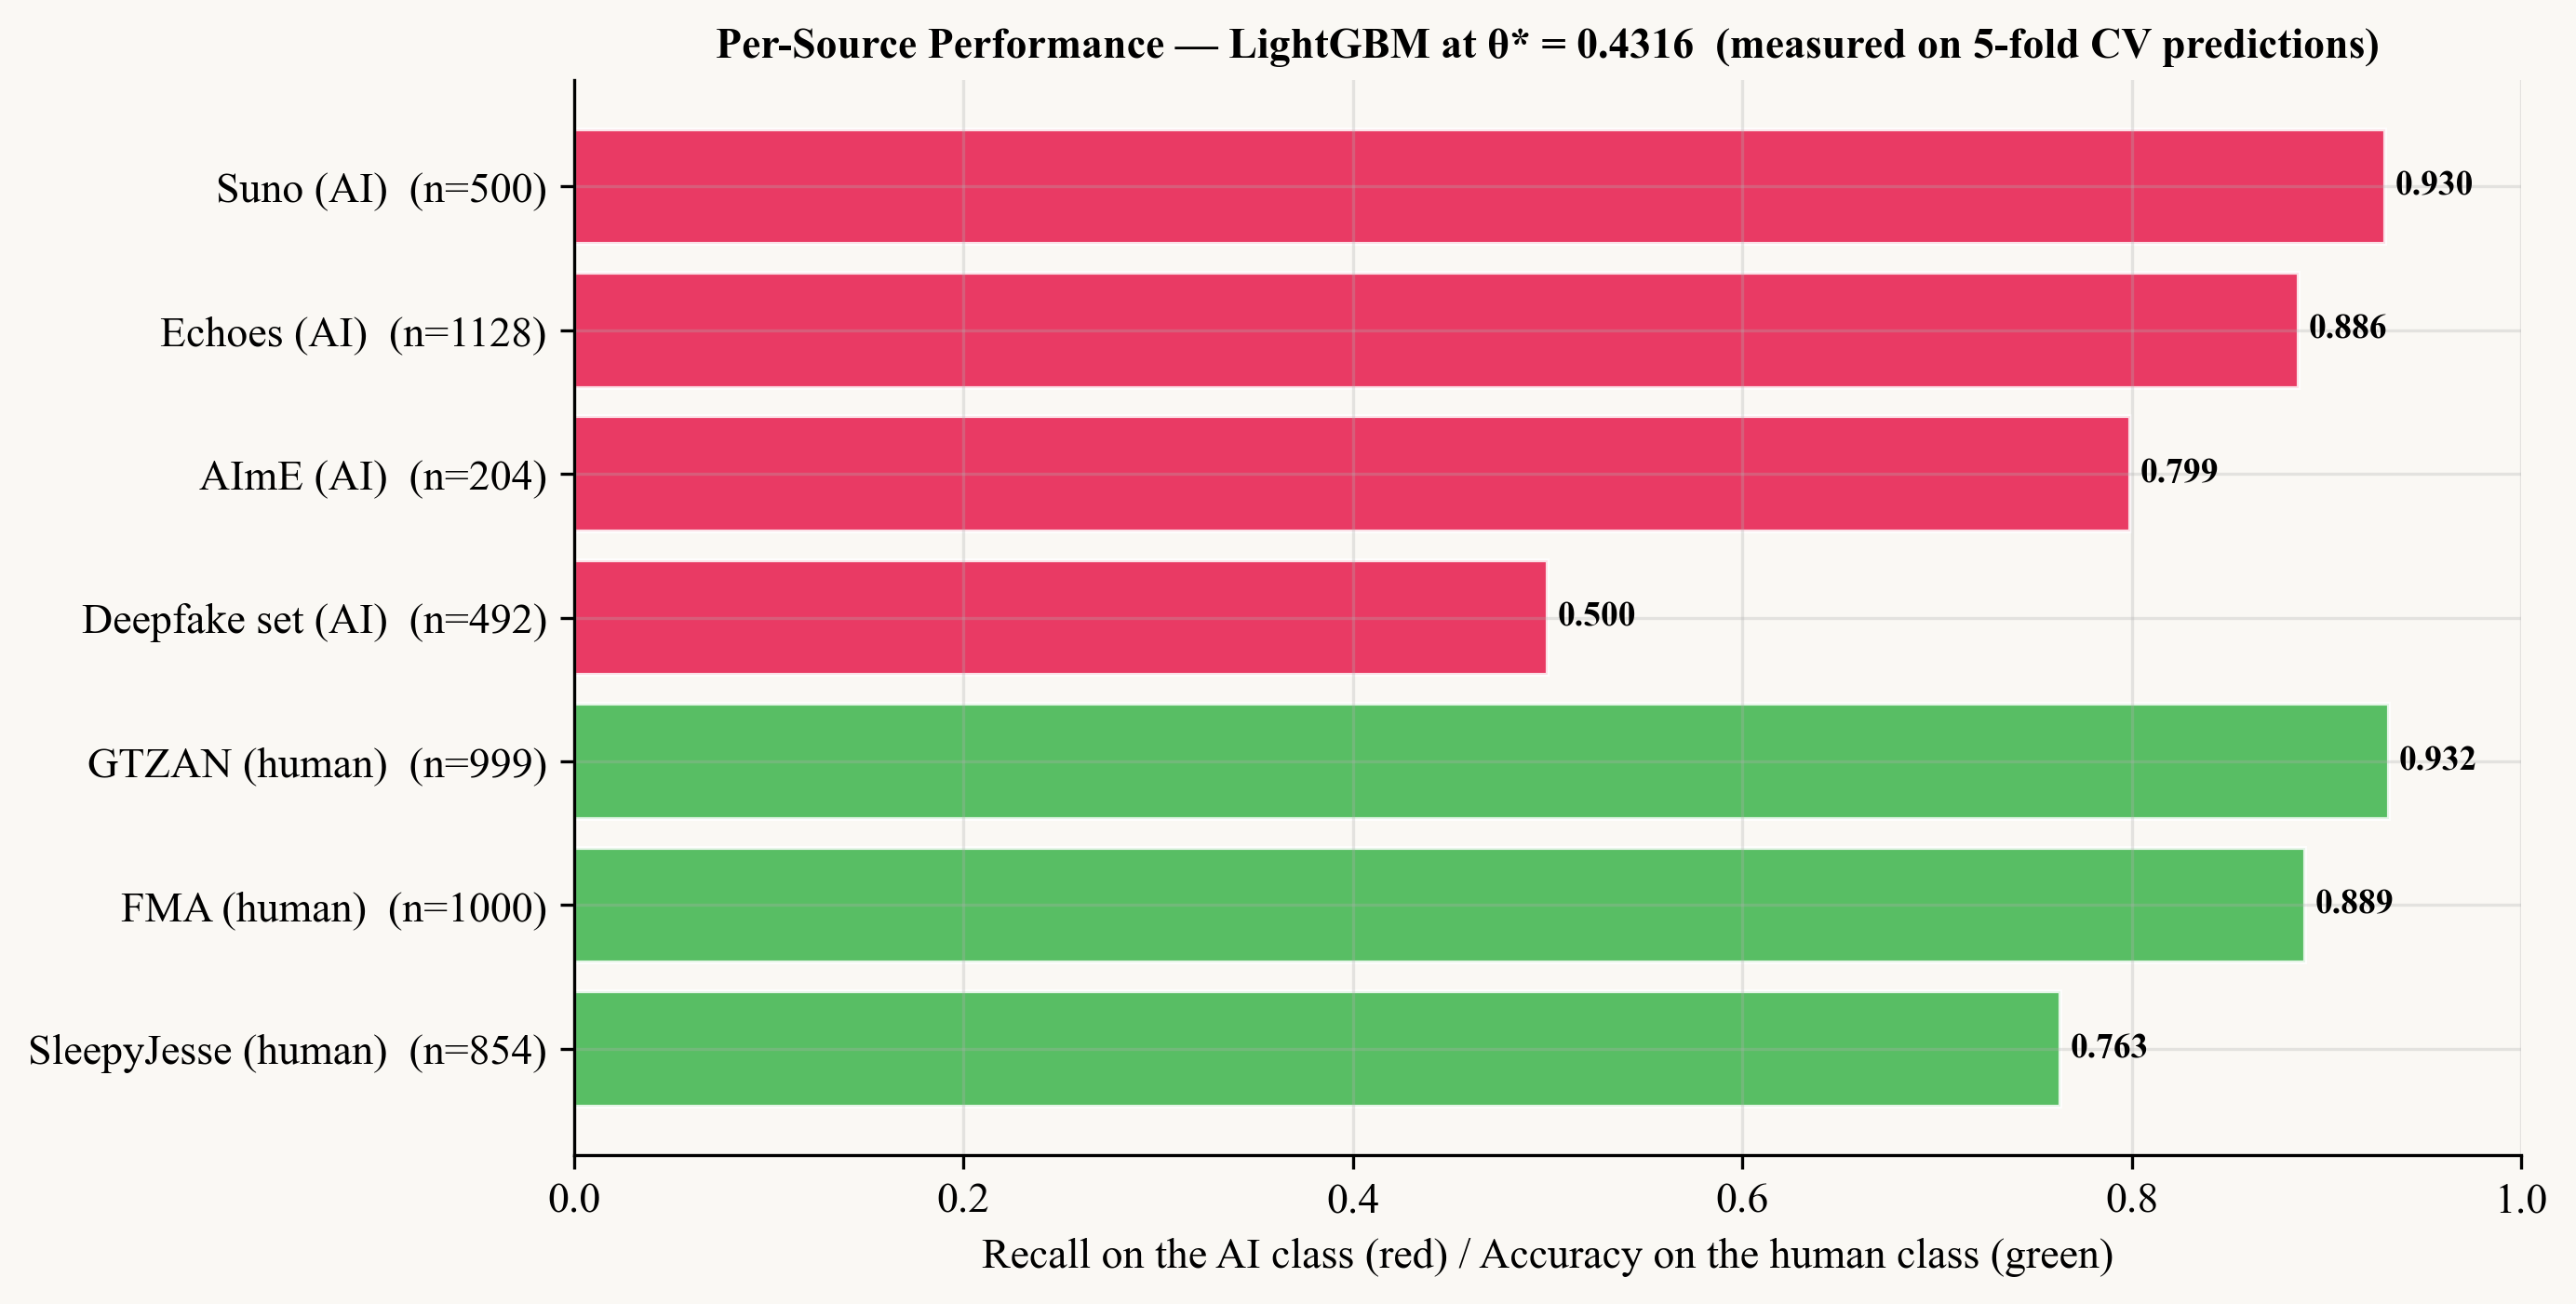 Per-Source Performance — LightGBM at θ* = 0.4316 (measured on 5-fold CV predictions)
Suno (AI) (n=500)
0.930
Echoes (AI) (n=1128)
0.886
AImE (AI) (n=204)
0.799
Deepfake set (AI) (n=492)
0.500
GTZAN (human) (n=999)
0.932
FMA (human) (n=1000)
0.889
SleepyJesse (human) (n=854)
0.763
0.0 0.2 0.4 0.6 0.8 1.0
Recall on the AI class (red) / Accuracy on the human class (green)